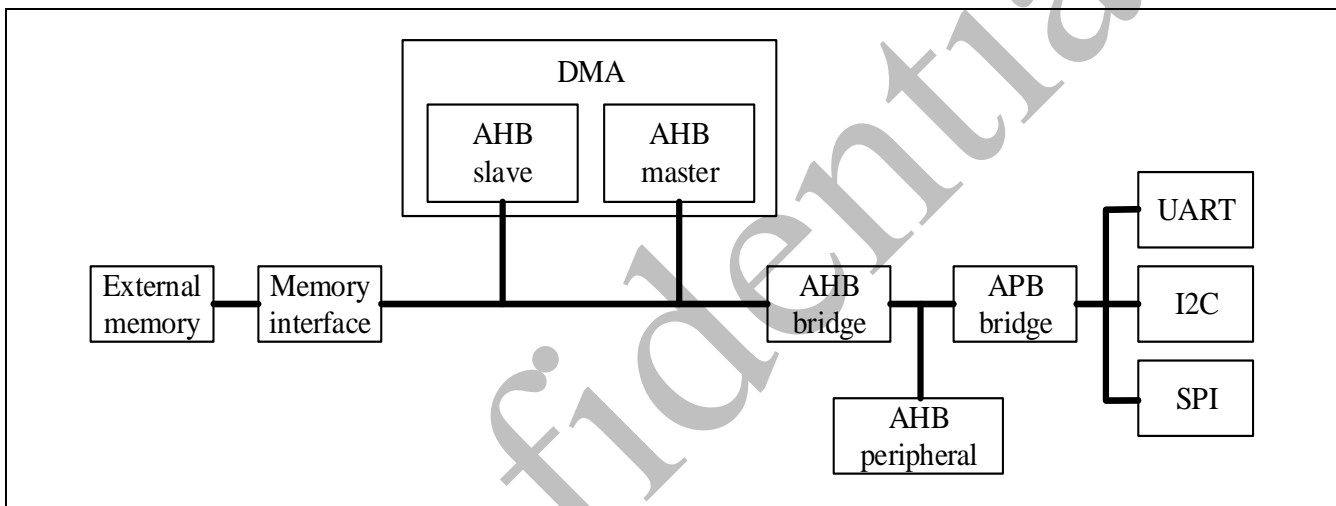 DMA
AHB
slave
AHB
master
UART
External
memory
Memory
interface
AHB
bridge
APB
bridge
I2C
AHB
peripheral
SPI
fidentia